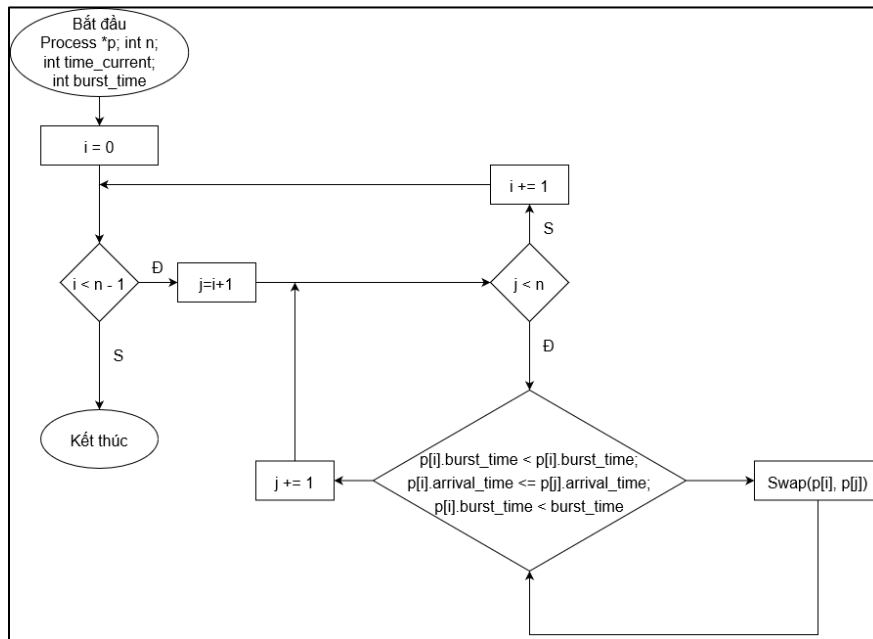 Bắt đầu
Process *p; int n;
int time_current;
int burst_time
i = 0
i += 1
S
i < n - 1
Đ
j=i+1
j < n
S
Đ
Kết thúc
p[i].burst_time < p[i].burst_time;
p[i].arrival_time <= p[j].arrival_time;
p[i].burst_time < burst_time
j += 1
Swap(p[i], p[j])